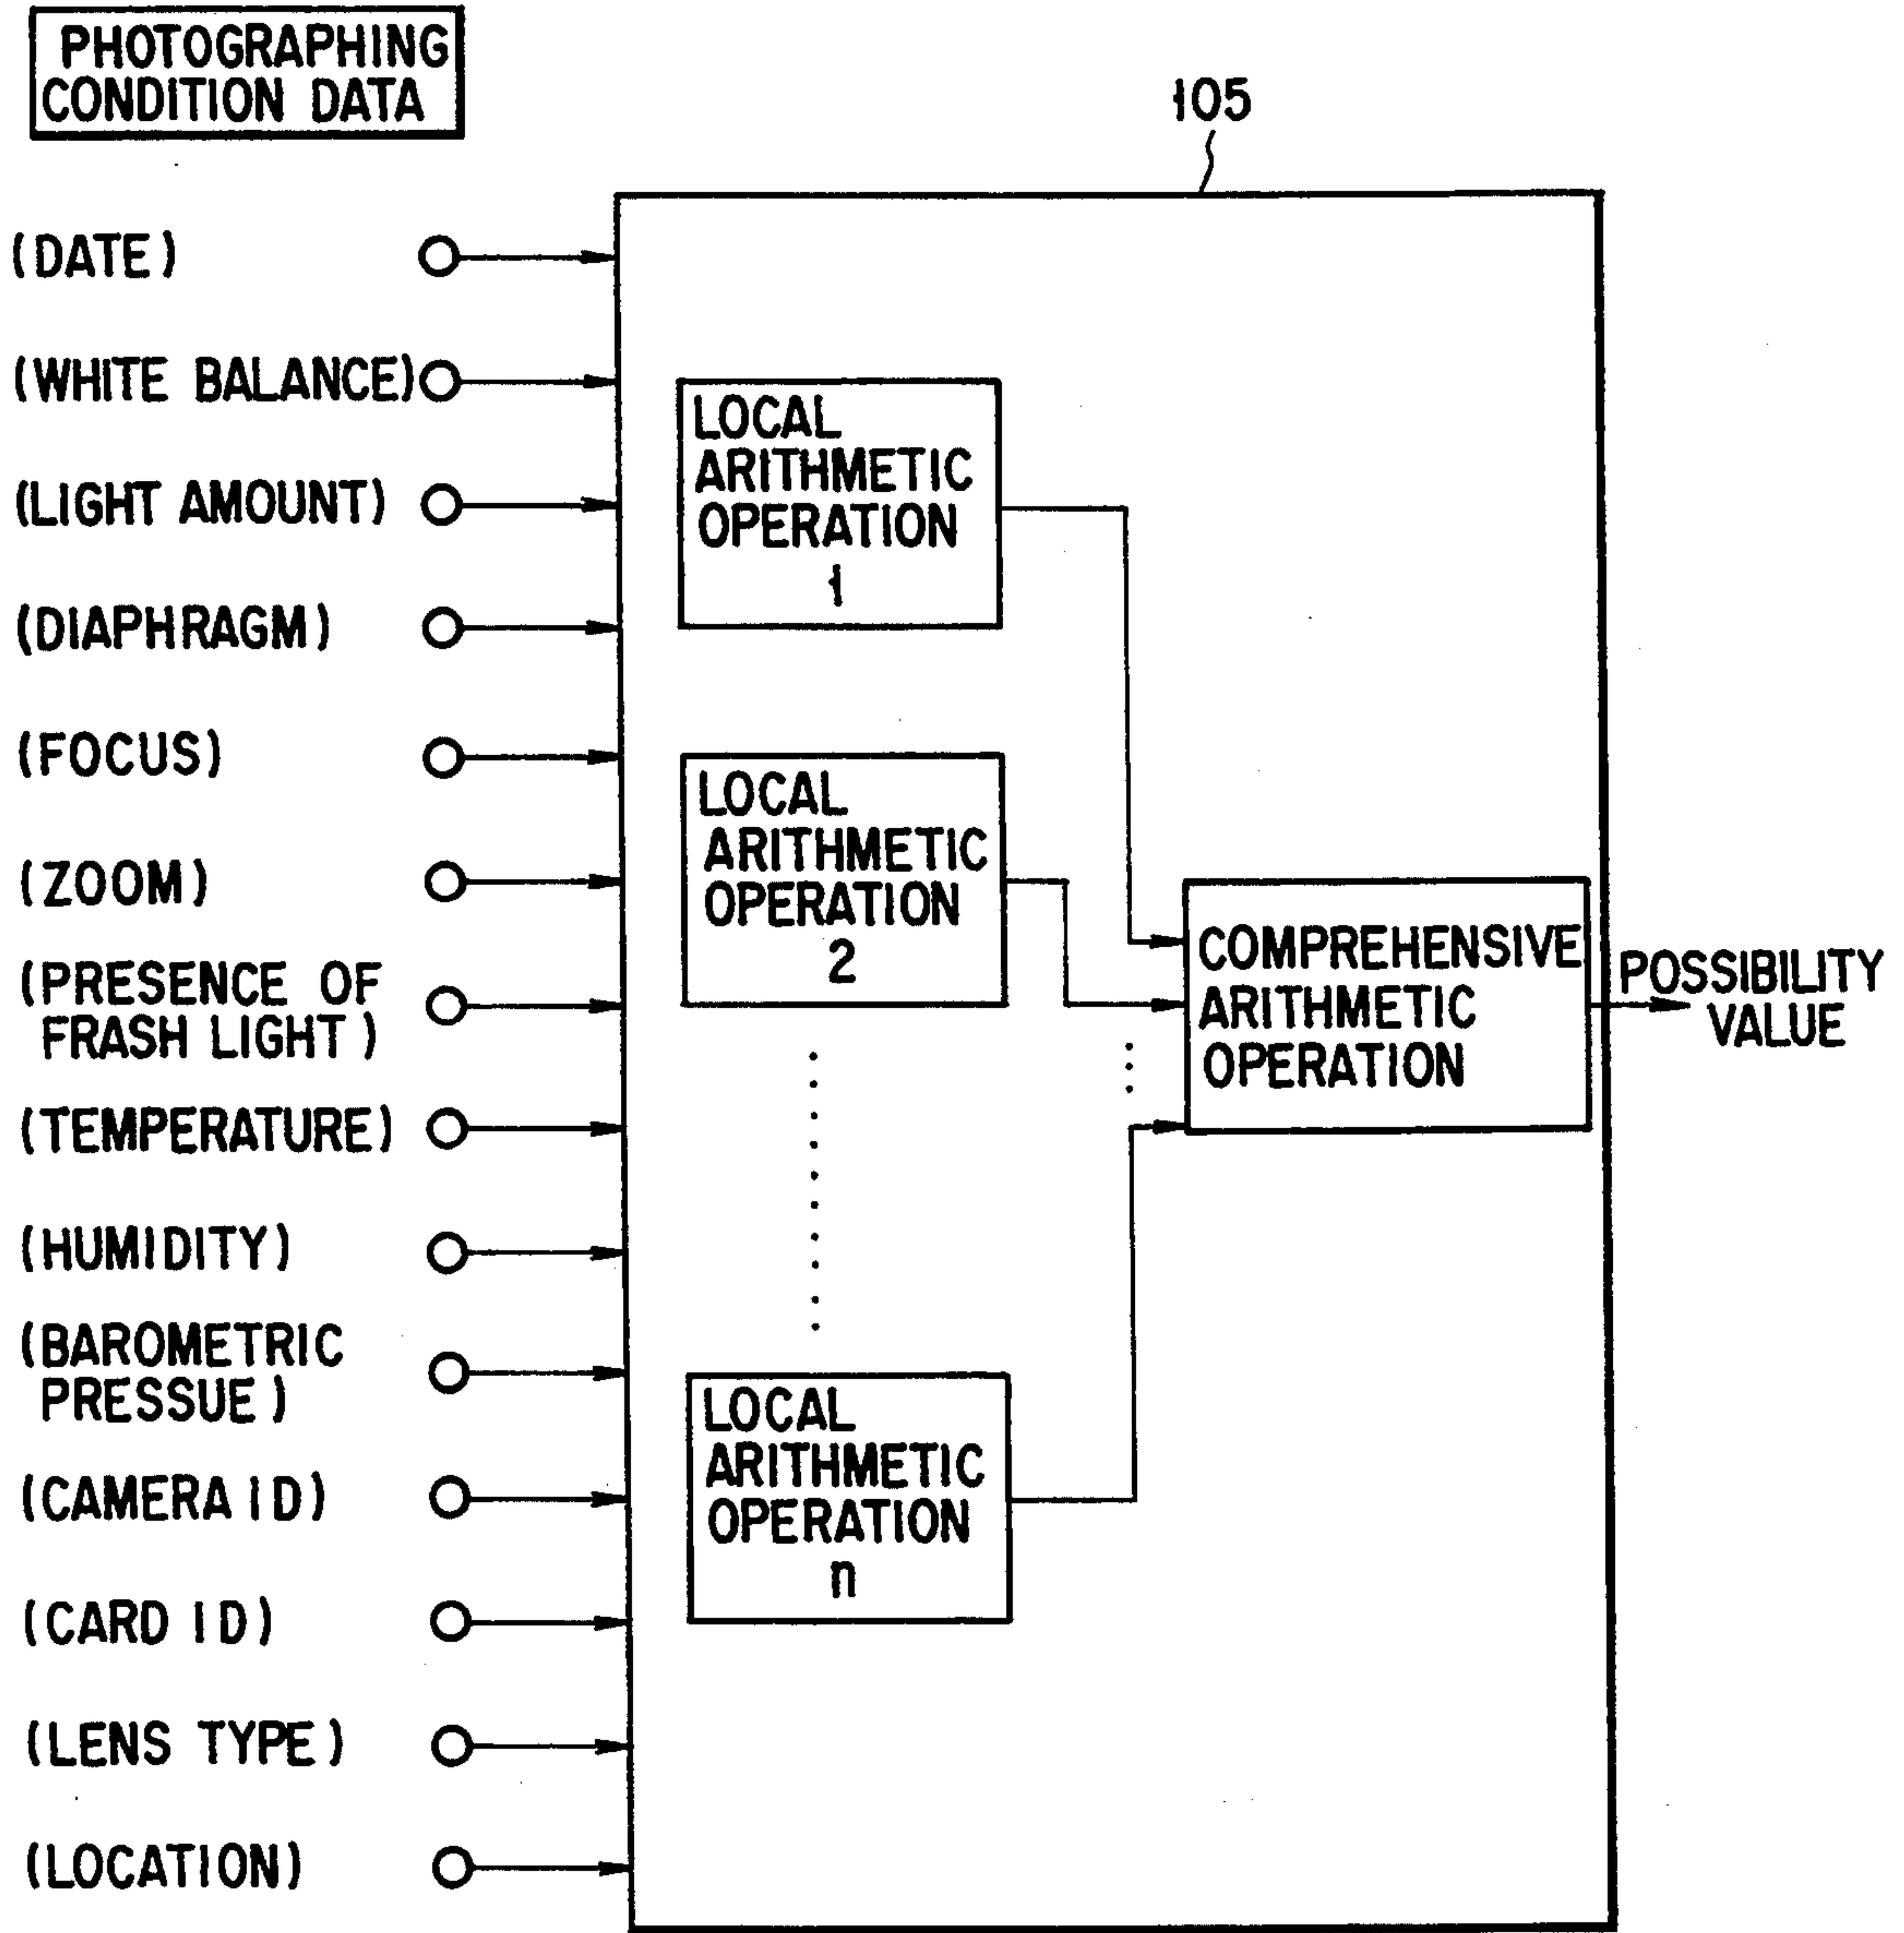 PHOTOGRAPHING
CONDITION DATA
105
(DATE)
(WHITE BALANCE)
(LIGHT AMOUNT)
(DIAPHRAGM)
(FOCUS)
(ZOOM)
(PRESENCE OF
FRASH LIGHT)
(TEMPERATURE)
(HUMIDITY)
(BAROMETRIC
PRESSUE)
(CAMERA ID)
(CARD ID)
(LENS TYPE)
(LOCATION)
LOCAL
ARITHMETIC
OPERATION
1
LOCAL
ARITHMETIC
OPERATION
2
LOCAL
ARITHMETIC
OPERATION
n
COMPREHENSIVE
ARITHMETIC
OPERATION
POSSIBILITY
VALUE